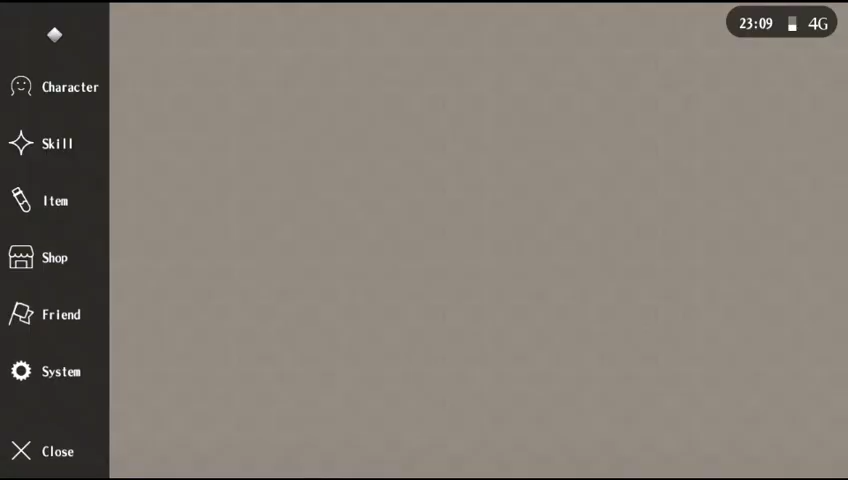 23:09 4G
Character
Skill
Item
Shop
Friend
System
Close